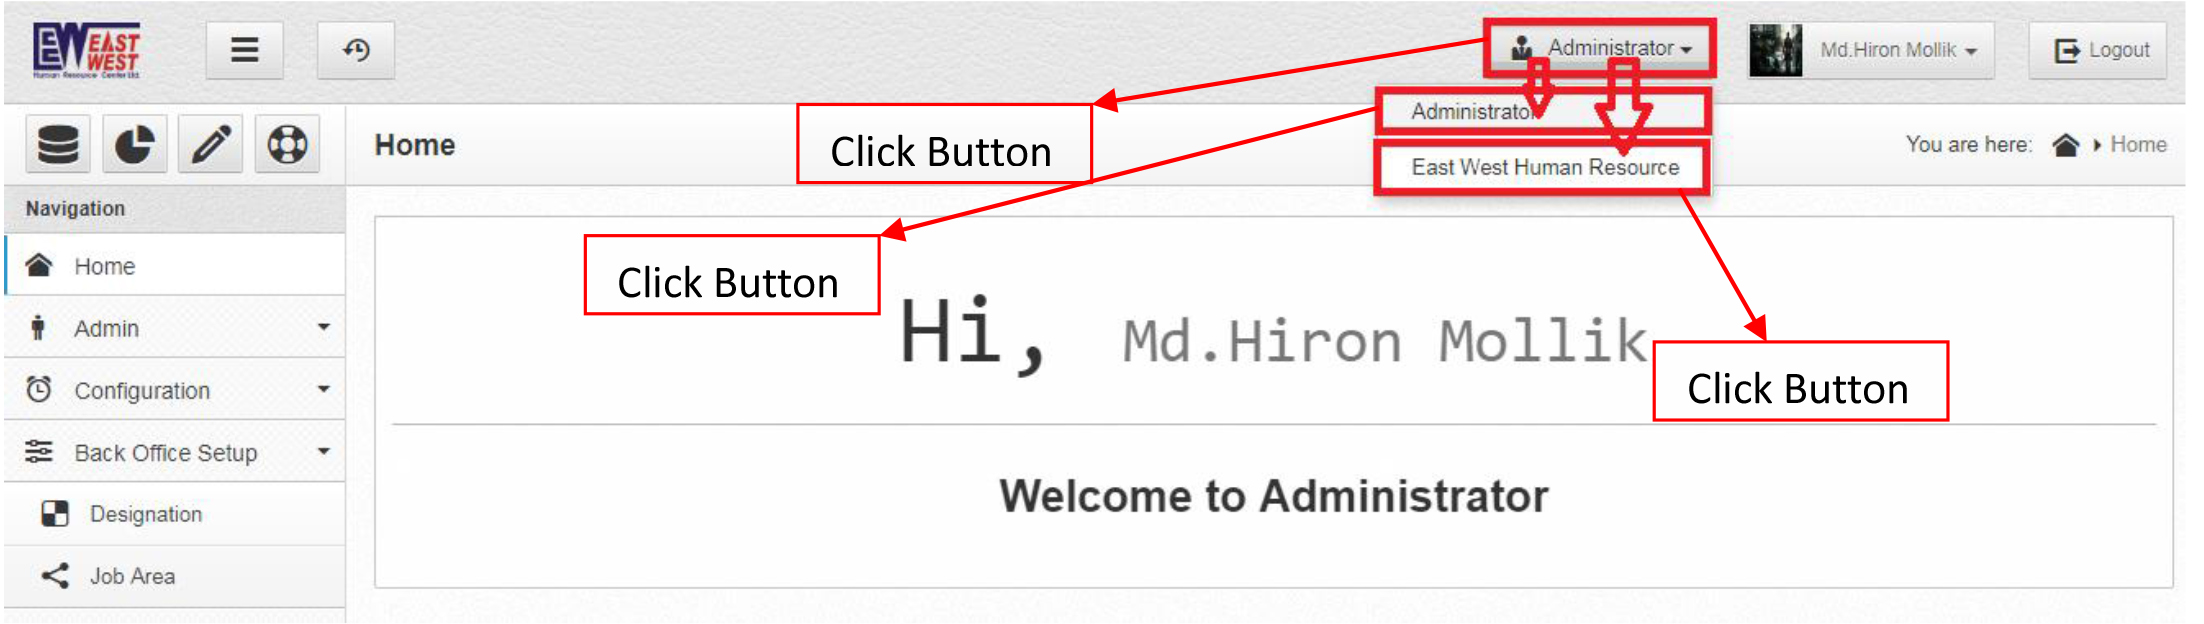 EW EAST
WEST
Human Resource Center Ltd.
Administrator
Md.Hiron Mollik
Logout
Administrator
East West Human Resource
Click Button
Home
You are here: Home
Navigation
Home
Click Button
Hi, Md.Hiron Mollik
Admin
Click Button
Configuration
Back Office Setup
Welcome to Administrator
Designation
Job Area